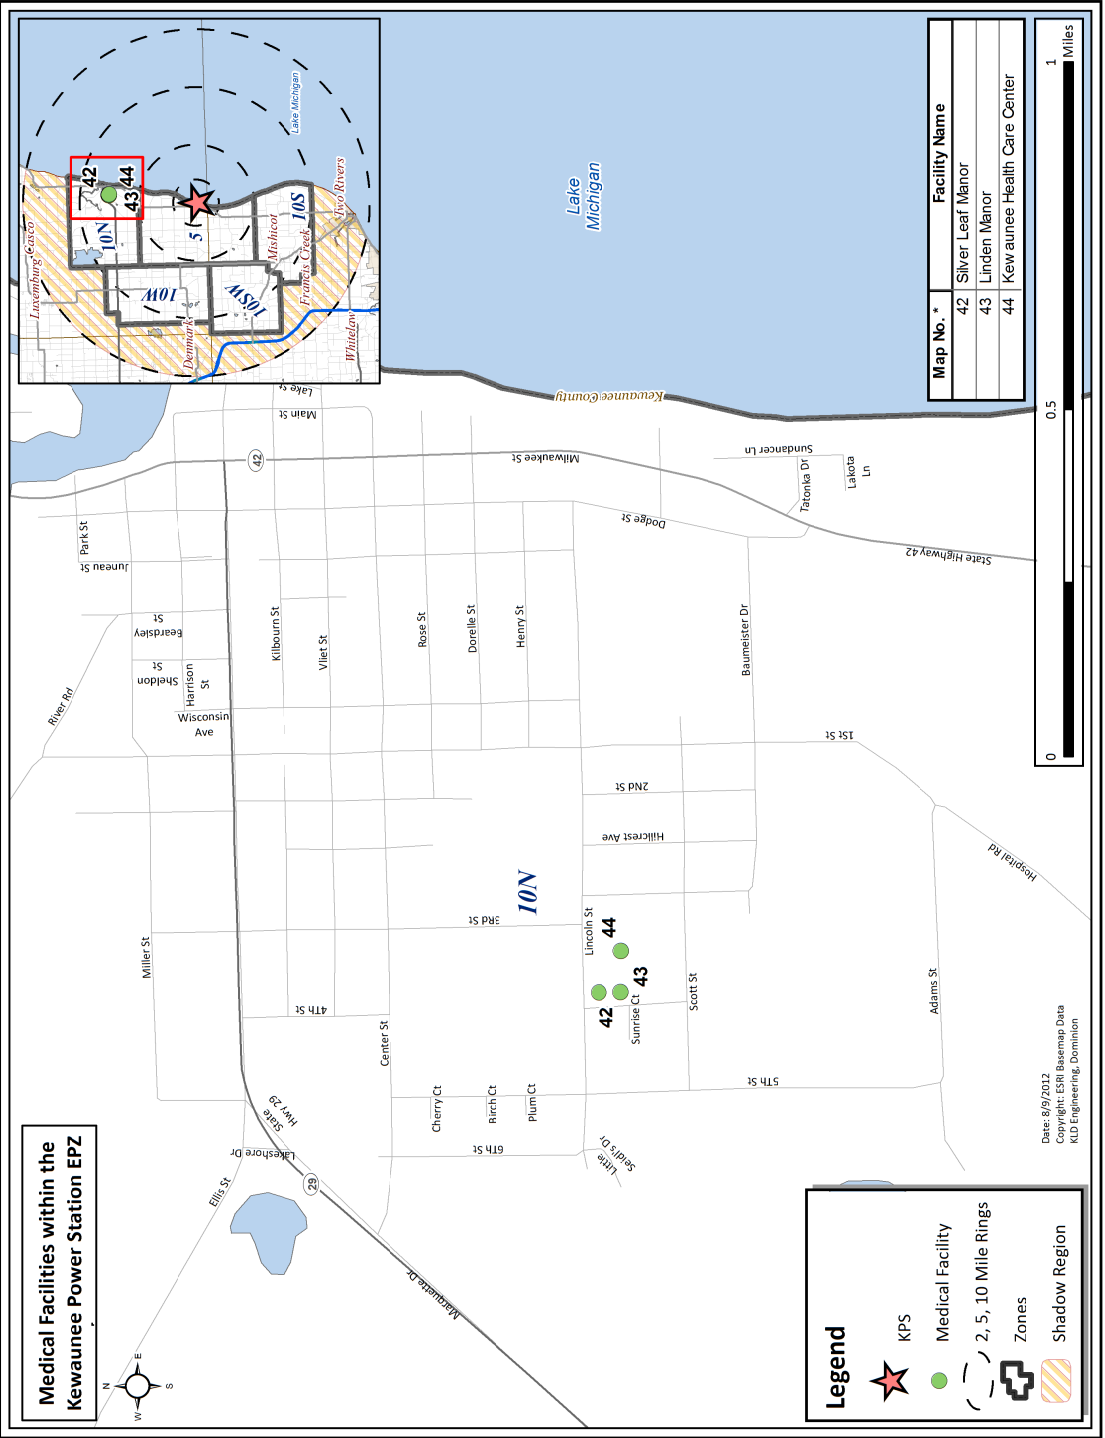 Medical Facilities within the
Kewaunee Power Station EPZ
N
W
E
S
Luxemburg
Casco
10N
42
43
44
5
10W
10SW
10S
Mishicot
Francis Creek
Denmark
Whitelaw
Two Rivers
Lake Michigan
Lake
Michigan
Kewaunee County
Map No. *
Facility Name
42
Silver Leaf Manor
43
Linden Manor
44
Kewaunee Health Care Center
0
0.5
1
Miles
Lake St
Main St
42
Milwaukee St
Sundancer Ln
Tatonka Dr
Lakota
Ln
State Highway 42
Dodge St
Park St
Juneau St
Beardsley
St
Sheldon
St
Harrison
St
River Rd
Wisconsin
Ave
Kilbourn St
Vliet St
Rose St
Dorelle St
Henry St
Baumeister Dr
1St St
2Nd St
Hillcrest Ave
Hospital Rd
10N
3Rd St
Lincoln St
44
43
42
Sunrise Ct
Scott St
Adams St
Miller St
4Th St
Center St
5Th St
Cherry Ct
Birch Ct
Plum Ct
6Th St
Little
Seidl's Dr
State
Hwy 29
Lakeshore Dr
Ellis St
29
Marquette Dr
Date: 8/9/2012
Copyright: ESRI Basemap Data
KLD Engineering, Dominion
Legend
KPS
Medical Facility
2, 5, 10 Mile Rings
Zones
Shadow Region